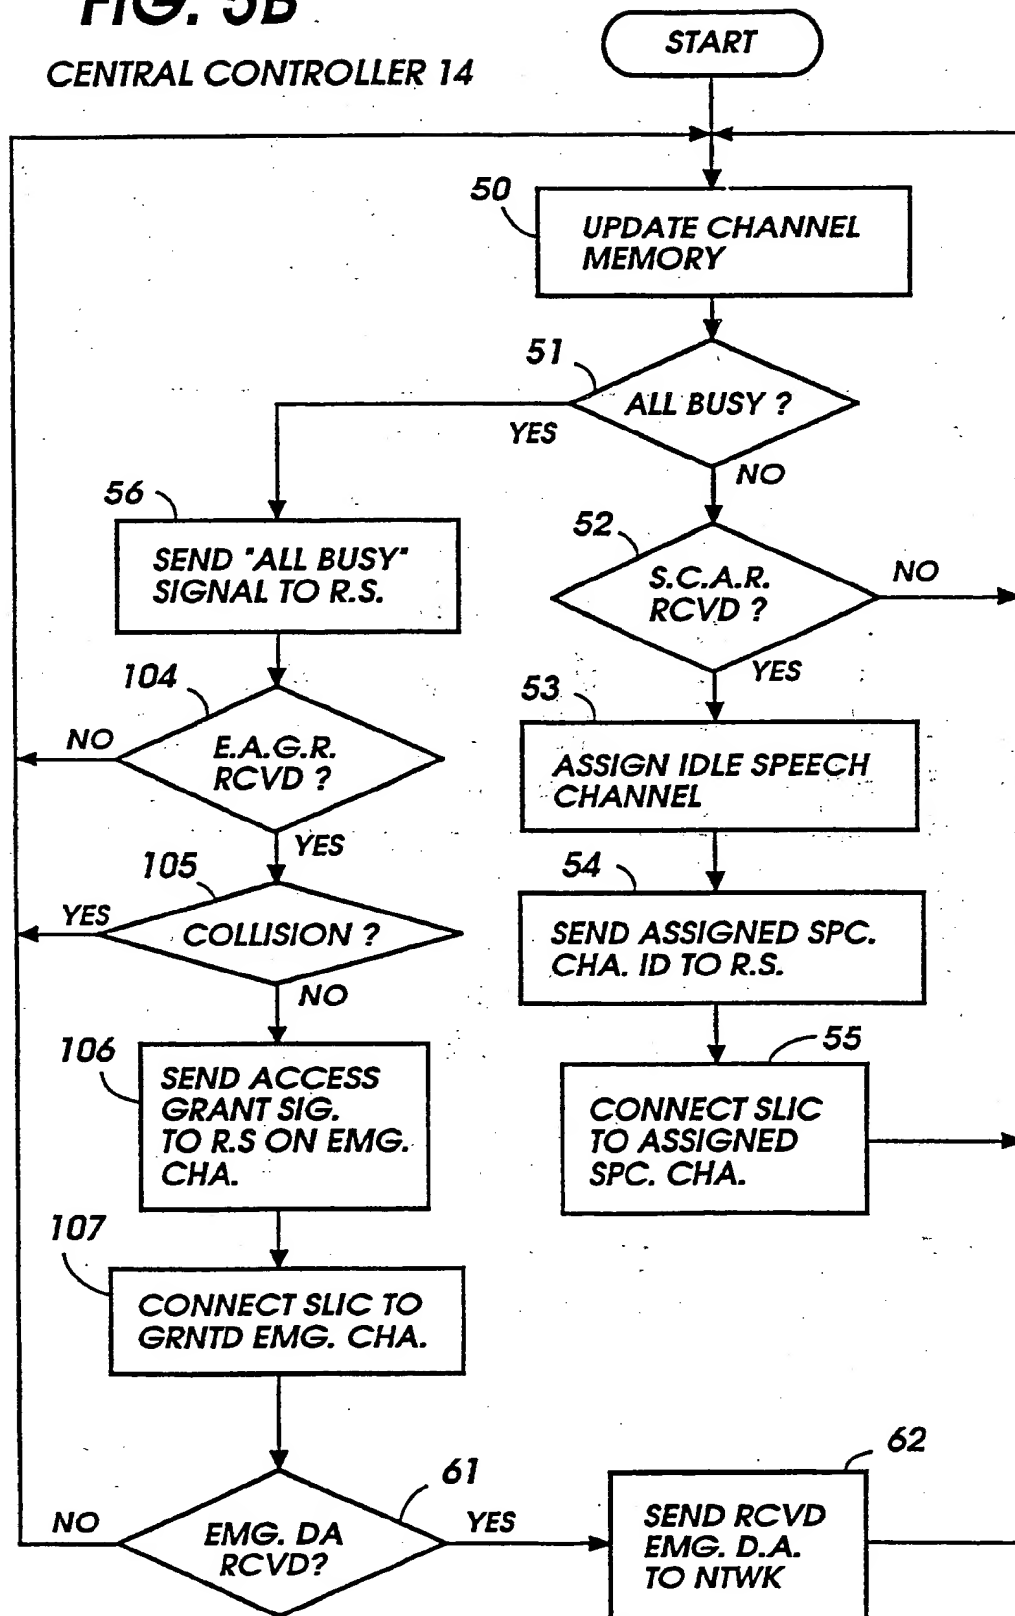 FIG. 5B
CENTRAL CONTROLLER 14
START
50
UPDATE CHANNEL
MEMORY
51
ALL BUSY ?
YES
NO
56
SEND "ALL BUSY"
SIGNAL TO R.S.
52
S.C.A.R.
RCVD ?
NO
YES
104
E.A.G.R.
RCVD ?
NO
YES
53
ASSIGN IDLE SPEECH
CHANNEL
105
COLLISION ?
YES
NO
54
SEND ASSIGNED SPC.
CHA. ID TO R.S.
106
SEND ACCESS
GRANT SIG.
TO R.S ON EMG.
CHA.
55
CONNECT SLIC
TO ASSIGNED
SPC. CHA.
107
CONNECT SLIC TO
GRNTD EMG. CHA.
61
EMG. DA
RCVD?
NO
YES
62
SEND RCVD
EMG. D.A.
TO NTWK